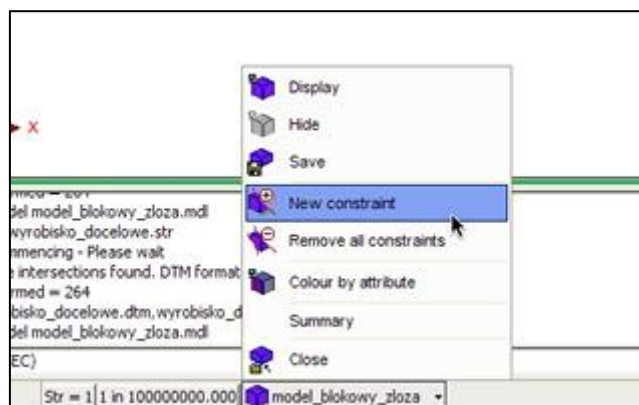 X
Display
Hide
Save
New constraint
Remove all constraints
Colour by attribute
Summary
Close
del model_blokowy_zloza.mdl
wyrobisko_docelowe.str
mmencing - Please wait
e intersections found. DTM format
rmed = 264
bisko_docelowe.dtm,wyrobisko_d
del model_blokowy_zloza.mdl
EC)
Str = 1 1 in 100000000.000 model_blokowy_zloza